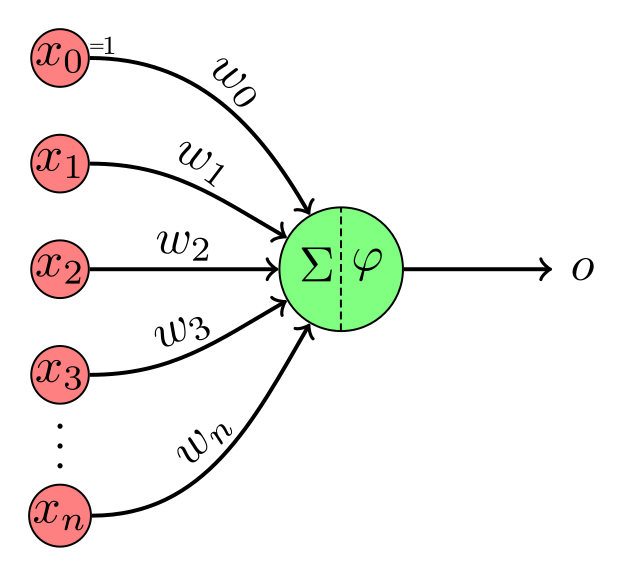 x₀ =1
w₀
x₁
w₁
x₂
w₂
Σ φ
o
x₃
w₃
⋮
wₙ
xₙ